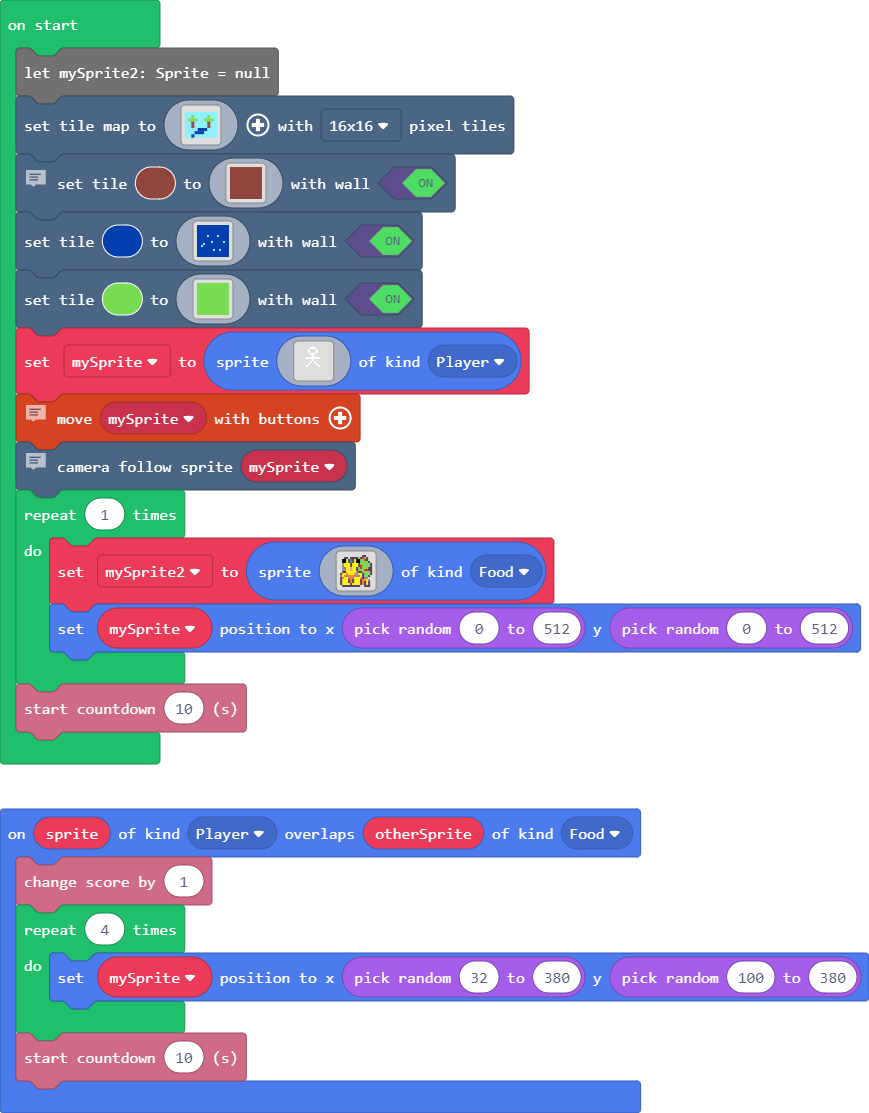 on start
let mySprite2: Sprite = null
set tile map to with 16x16 pixel tiles
set tile to with wall ON
set tile to with wall ON
set tile to with wall ON
set mySprite to sprite of kind Player
move mySprite with buttons
camera follow sprite mySprite
repeat 1 times
do
set mySprite2 to sprite of kind Food
set mySprite position to x pick random 0 to 512 y pick random 0 to 512
start countdown 10 (s)
on sprite of kind Player overlaps otherSprite of kind Food
change score by 1
repeat 4 times
do
set mySprite position to x pick random 32 to 380 y pick random 100 to 380
start countdown 10 (s)